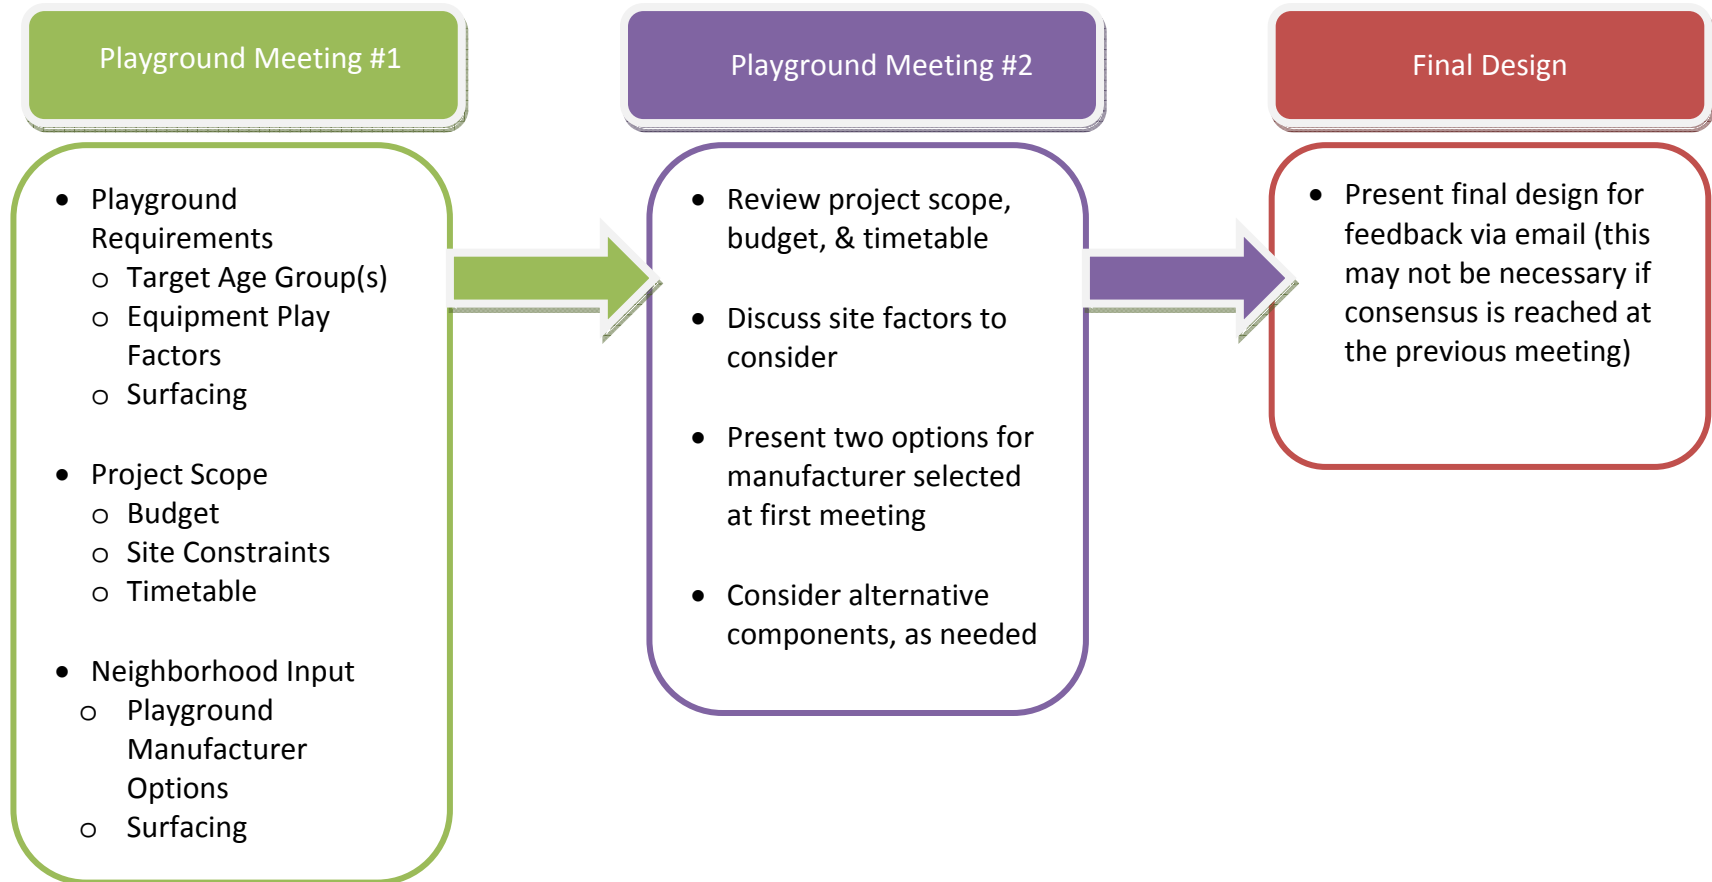 Playground Meeting #1
• Playground
Requirements
o Target Age Group(s)
o Equipment Play
Factors
o Surfacing
• Project Scope
o Budget
o Site Constraints
o Timetable
• Neighborhood Input
o Playground
Manufacturer
Options
o Surfacing
Playground Meeting #2
• Review project scope,
budget, & timetable
• Discuss site factors to
consider
• Present two options for
manufacturer selected
at first meeting
• Consider alternative
components, as needed
Final Design
• Present final design for
feedback via email (this
may not be necessary if
consensus is reached at
the previous meeting)